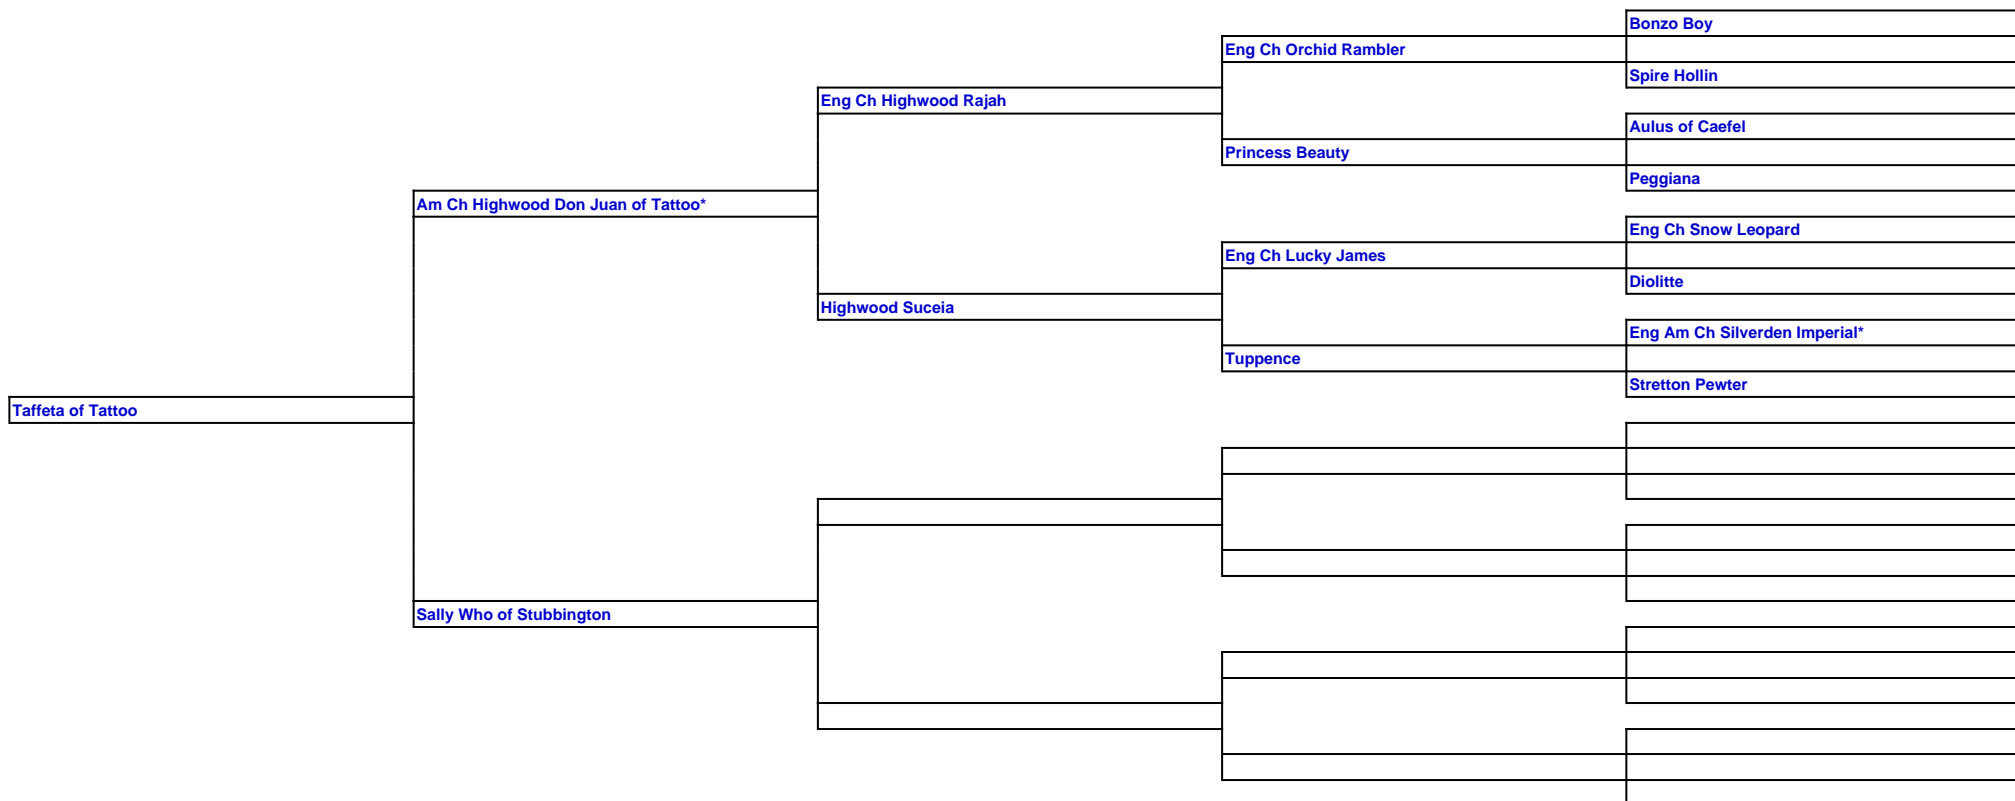 Bonzo Boy
Eng Ch Orchid Rambler
Spire Hollin
Eng Ch Highwood Rajah
Aulus of Caefel
Princess Beauty
Peggiana
Am Ch Highwood Don Juan of Tattoo*
Eng Ch Snow Leopard
Eng Ch Lucky James
Diolitte
Highwood Suceia
Eng Am Ch Silverden Imperial*
Tuppence
Stretton Pewter
Taffeta of Tattoo
Sally Who of Stubbington